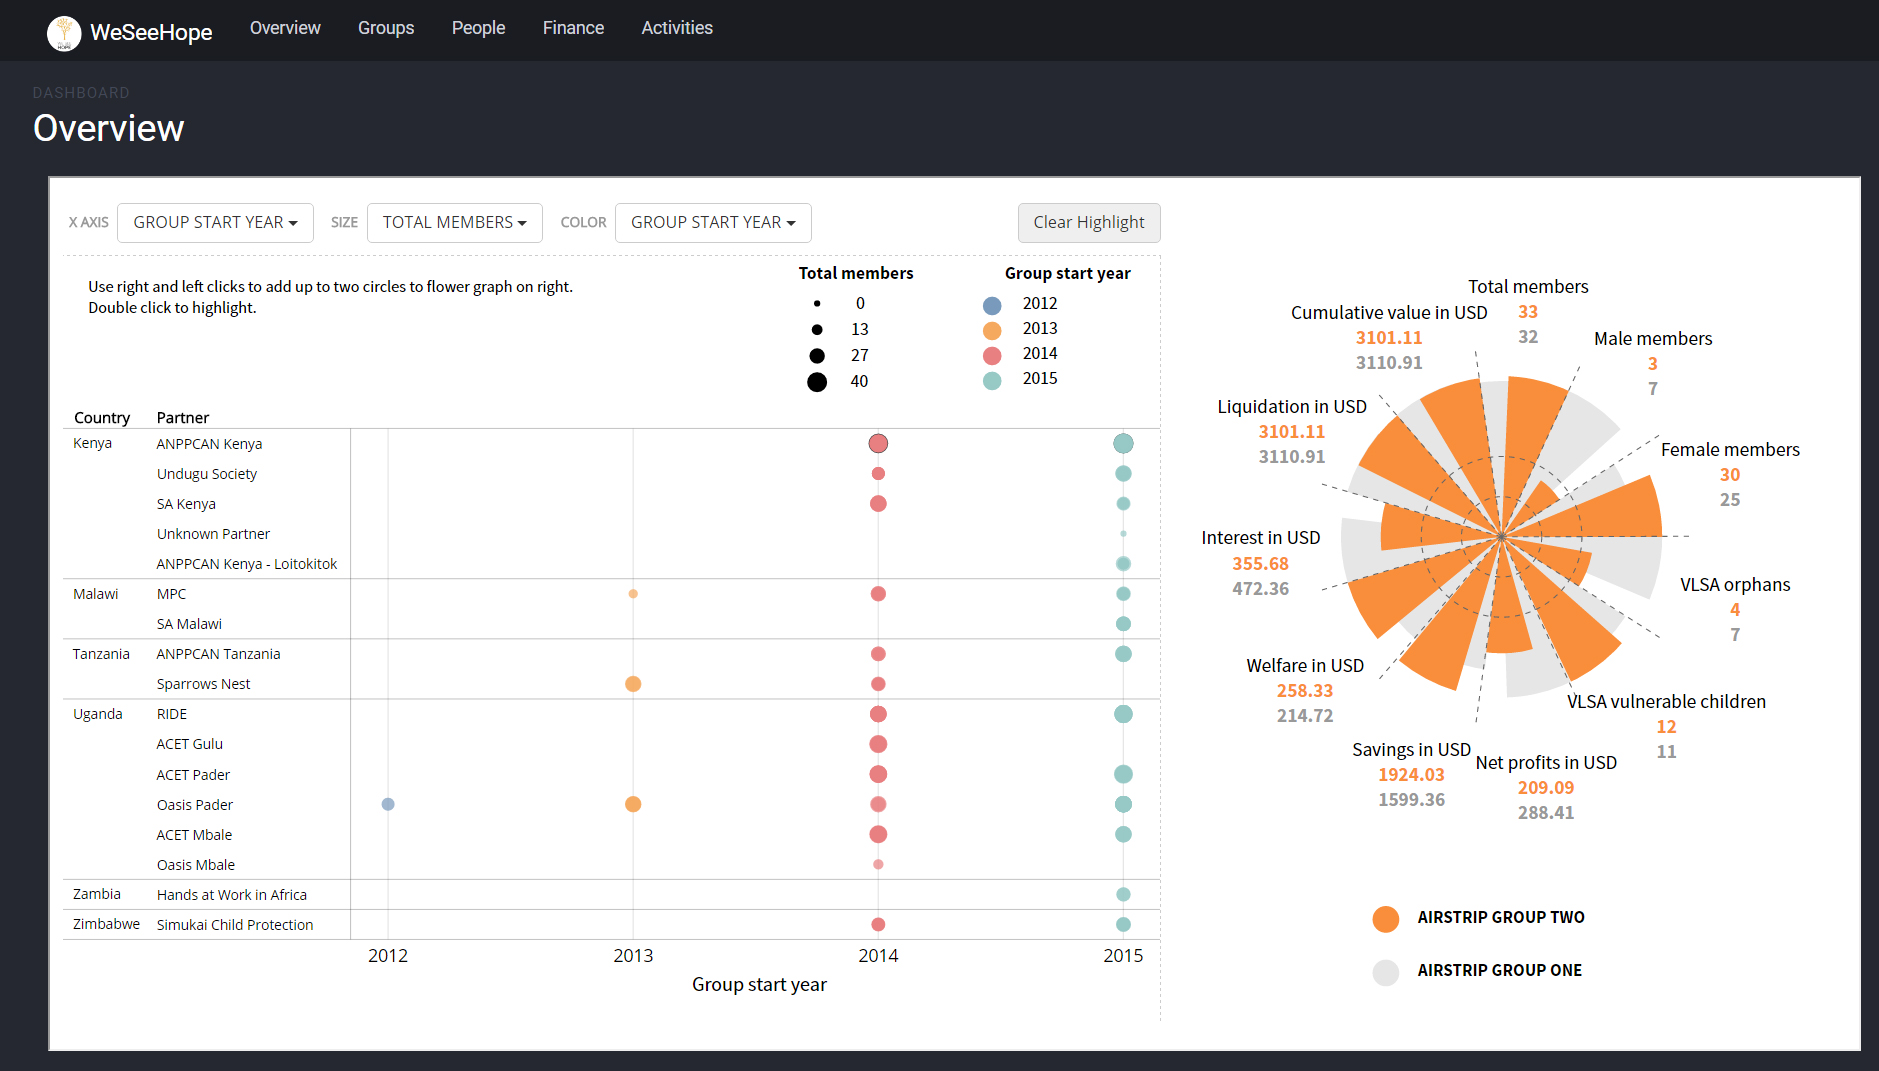 WeSeeHope
Overview
Groups
People
Finance
Activities
DASHBOARD
Overview
X AXIS
GROUP START YEAR
SIZE
TOTAL MEMBERS
COLOR
GROUP START YEAR
Clear Highlight
Use right and left clicks to add up to two circles to flower graph on right.
Double click to highlight.
Total members
0
13
27
40
Group start year
2012
2013
2014
2015
Country
Partner
Kenya
ANPPCAN Kenya
Undugu Society
SA Kenya
Unknown Partner
ANPPCAN Kenya - Loitokitok
Malawi
MPC
SA Malawi
Tanzania
ANPPCAN Tanzania
Sparrows Nest
Uganda
RIDE
ACET Gulu
ACET Pader
Oasis Pader
ACET Mbale
Oasis Mbale
Zambia
Hands at Work in Africa
Zimbabwe
Simukai Child Protection
2012
2013
2014
2015
Group start year
Total members
33
32
Male members
3
7
Female members
30
25
VLSA orphans
4
7
VLSA vulnerable children
12
11
Net profits in USD
209.09
288.41
Savings in USD
1924.03
1599.36
Welfare in USD
258.33
214.72
Interest in USD
355.68
472.36
Liquidation in USD
3101.11
3110.91
Cumulative value in USD
3101.11
3110.91
AIRSTRIP GROUP TWO
AIRSTRIP GROUP ONE